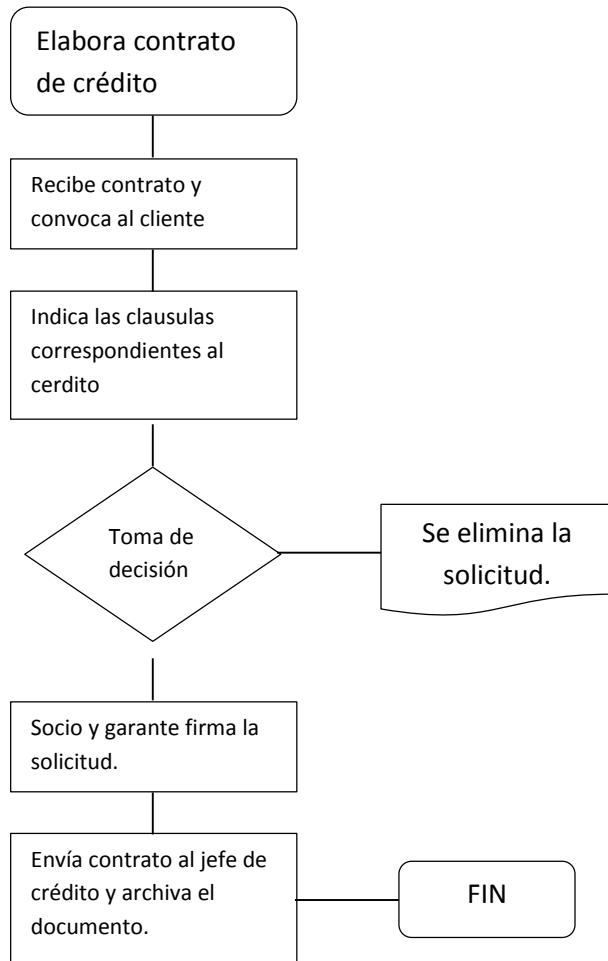 Elabora contrato
de crédito
Recibe contrato y
convoca al cliente
Indica las clausulas
correspondientes al
cerdito
Toma de
decisión
Se elimina la
solicitud.
Socio y garante firma la
solicitud.
Envía contrato al jefe de
crédito y archiva el
documento.
FIN